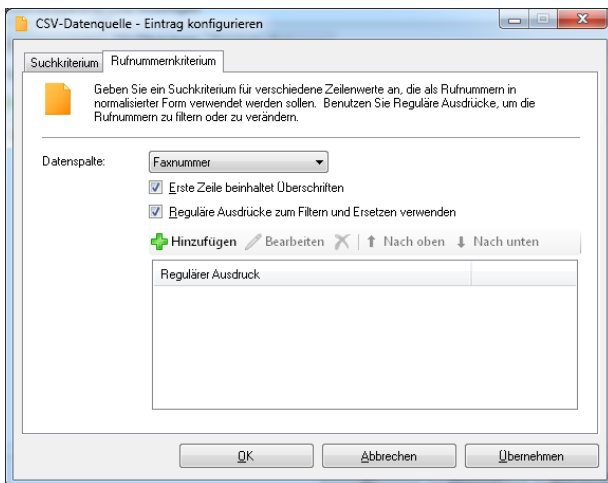 CSV-Datenquelle - Eintrag konfigurieren
Suchkriterium Rufnummernkriterium
Geben Sie ein Suchkriterium für verschiedene Zeilenwerte an, die als Rufnummern in
normalisierter Form verwendet werden sollen. Benutzen Sie Reguläre Ausdrücke, um die
Rufnummern zu filtern oder zu verändern.
Datenspalte: Faxnummer
Erste Zeile beinhaltet Überschriften
Reguläre Ausdrücke zum Filtern und Ersetzen verwenden
Hinzufügen Bearbeiten Nach oben Nach unten
Regulärer Ausdruck
OK Abbrechen Übernehmen